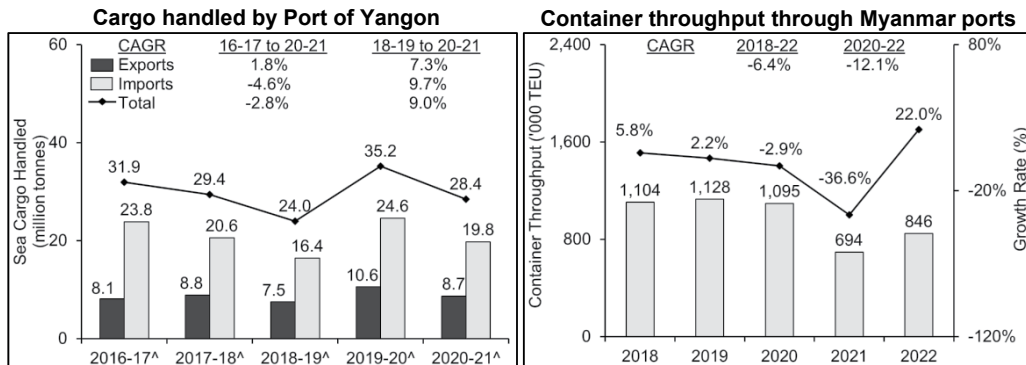 Cargo handled by Port of Yangon
60
40
20
0
Sea Cargo Handled
(million tonnes)
CAGR 16-17 to 20-21 18-19 to 20-21
Exports 1.8% 7.3%
Imports -4.6% 9.7%
Total -2.8% 9.0%
31.9 29.4 24.0 35.2 28.4
23.8 20.6 16.4 24.6 19.8
8.1 8.8 7.5 10.6 8.7
2016-17^ 2017-18^ 2018-19^ 2019-20^ 2020-21^
Container throughput through Myanmar ports
2,400
1,600
800
0
Container Throughput ('000 TEU)
CAGR 2018-22 2020-22
-6.4% -12.1%
5.8% 2.2% -2.9% -36.6% 22.0%
1,104 1,128 1,095 694 846
2018 2019 2020 2021 2022
80%
-20%
-120%
Growth Rate (%)